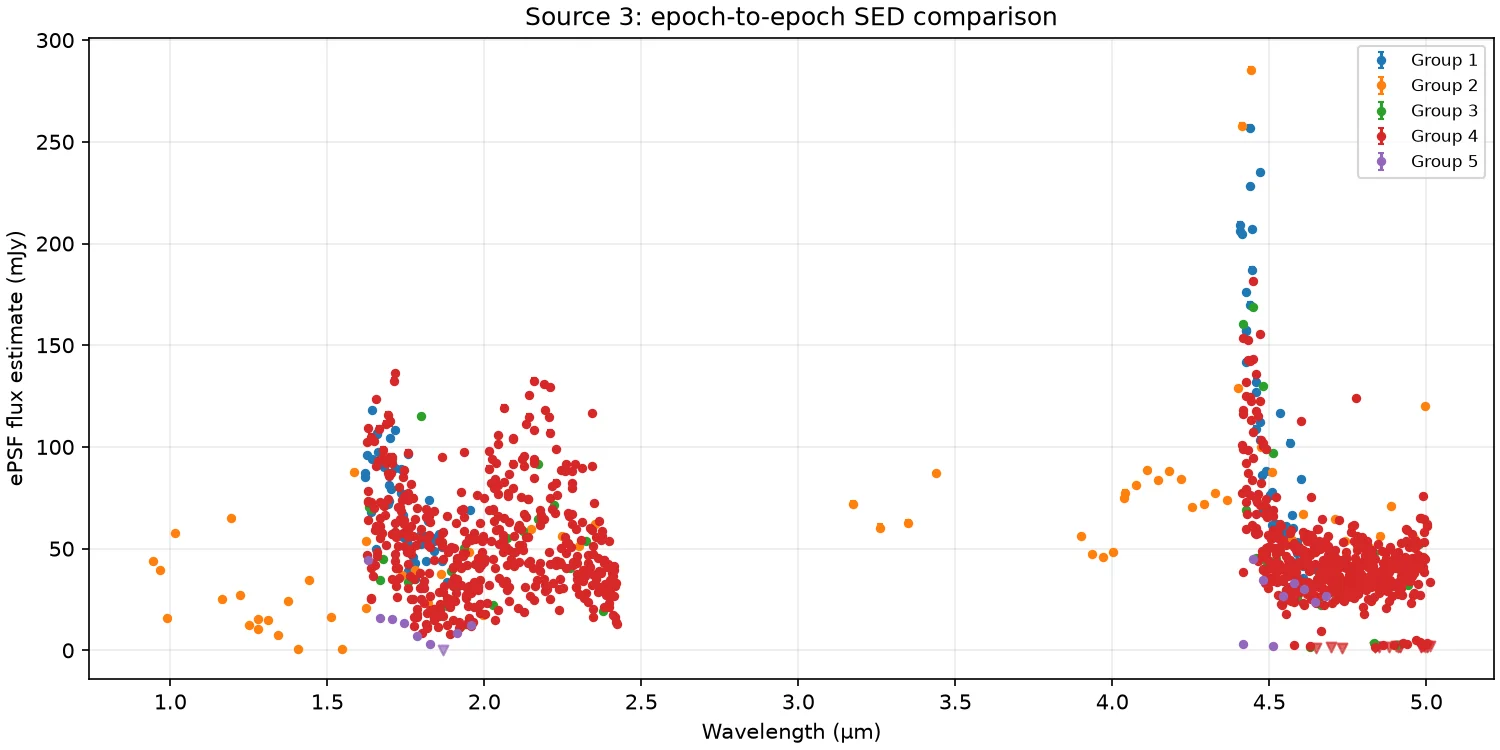 Source 3: epoch-to-epoch SED comparison
300
250
200
150
100
50
0
ePSF flux estimate (mJy)
1.0
1.5
2.0
2.5
3.0
3.5
4.0
4.5
5.0
Wavelength (μm)
Group 1
Group 2
Group 3
Group 4
Group 5